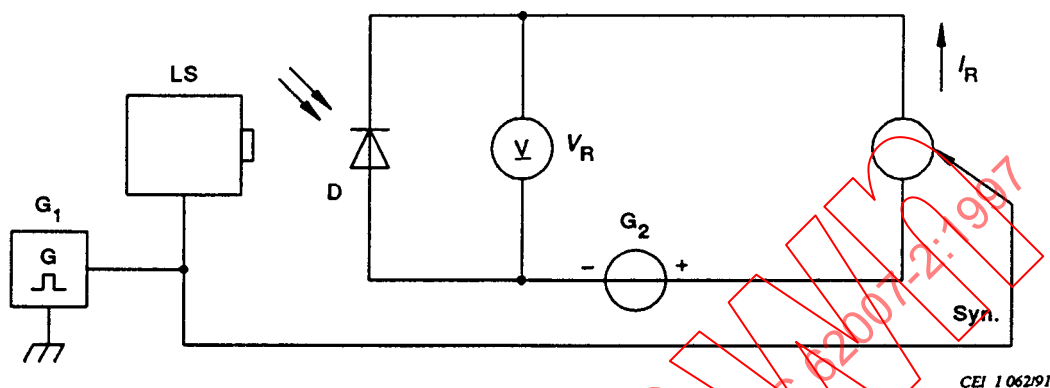 LS
I_R
V
V_R
D
G_1
G
G_2
- +
Syn.
62007-2:1997
CEI 1 062/91